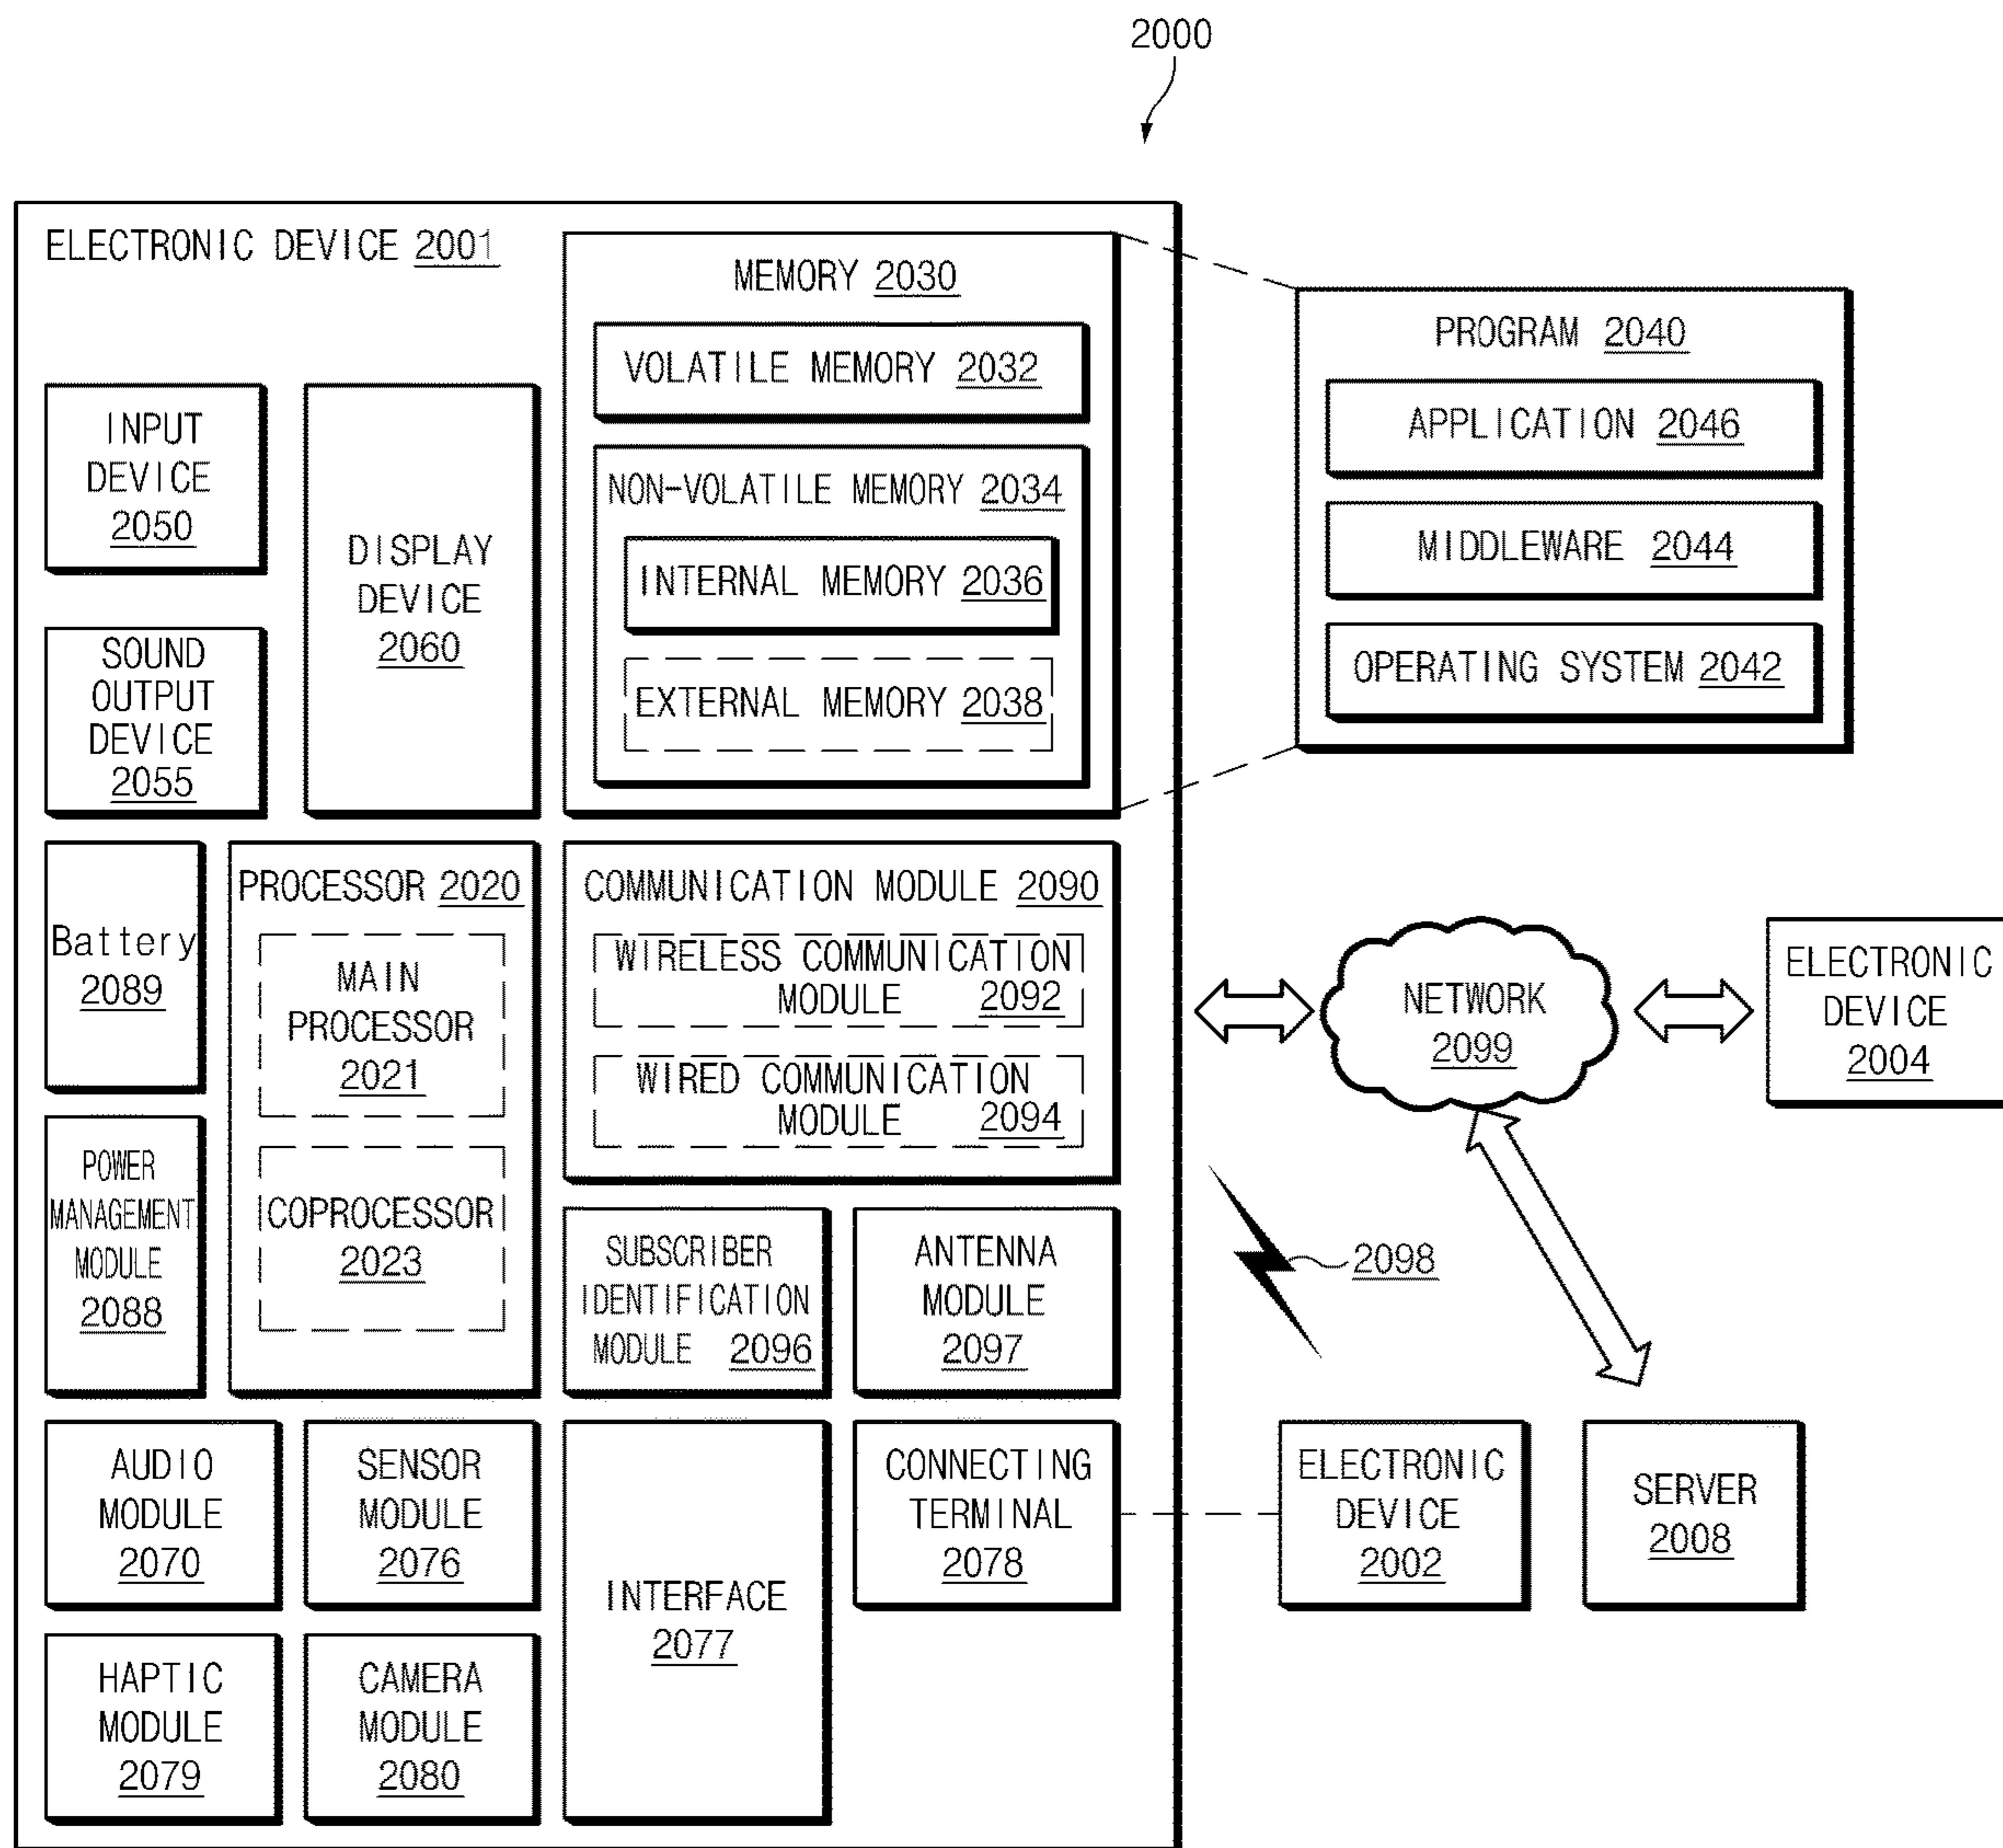 2000
ELECTRONIC DEVICE 2001
MEMORY 2030
VOLATILE MEMORY 2032
NON-VOLATILE MEMORY 2034
INTERNAL MEMORY 2036
EXTERNAL MEMORY 2038
PROGRAM 2040
APPLICATION 2046
MIDDLEWARE 2044
OPERATING SYSTEM 2042
INPUT
DEVICE
2050
DISPLAY
DEVICE
2060
SOUND
OUTPUT
DEVICE
2055
Battery
2089
PROCESSOR 2020
MAIN
PROCESSOR
2021
COPROCESSOR
2023
COMMUNICATION MODULE 2090
WIRELESS COMMUNICATION
MODULE 2092
WIRED COMMUNICATION
MODULE 2094
NETWORK
2099
ELECTRONIC
DEVICE
2004
POWER
MANAGEMENT
MODULE
2088
SUBSCRIBER
IDENTIFICATION
MODULE 2096
ANTENNA
MODULE
2097
2098
AUDIO
MODULE
2070
SENSOR
MODULE
2076
INTERFACE
2077
CONNECTING
TERMINAL
2078
ELECTRONIC
DEVICE
2002
SERVER
2008
HAPTIC
MODULE
2079
CAMERA
MODULE
2080